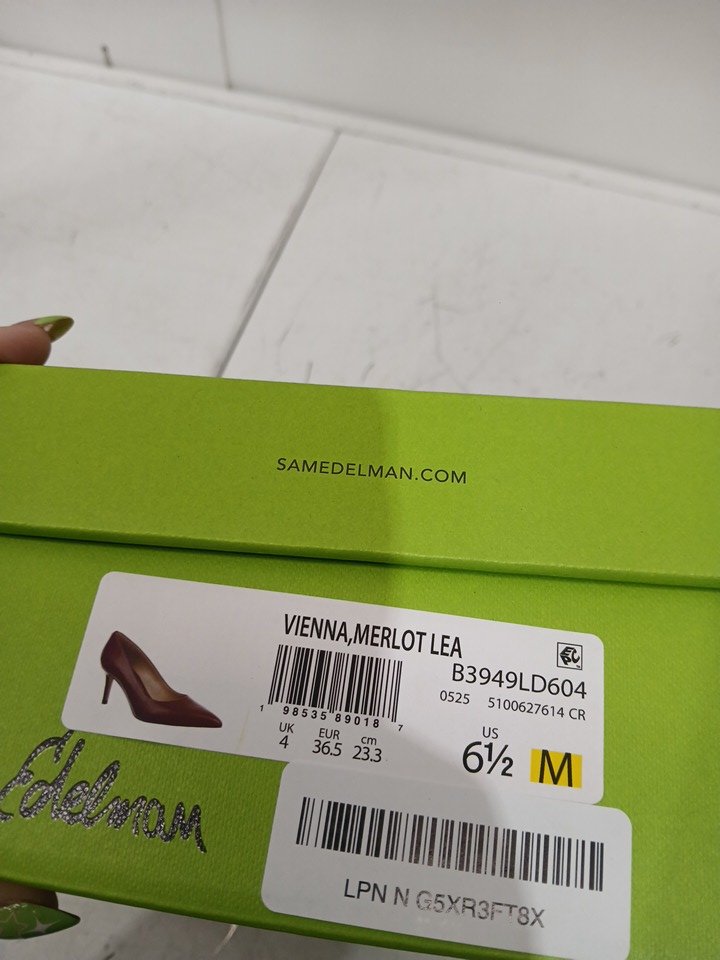 SAMEDELMAN.COM
VIENNA,MERLOT LEA
B3949LD604
0525 5100627614 CR
1 98535 89018 7
UK EUR cm
4 36.5 23.3
US
6½ M
Edelman
LPN N G5XR3FT8X